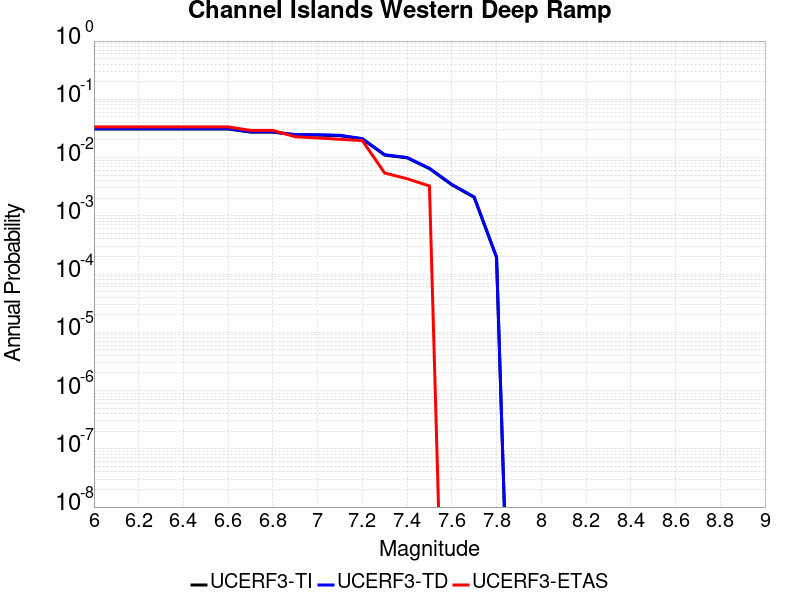 Channel Islands Western Deep Ramp
10^0
10^-1
10^-2
10^-3
10^-4
10^-5
10^-6
10^-7
10^-8
Annual Probability
6 6.2 6.4 6.6 6.8 7 7.2 7.4 7.6 7.8 8 8.2 8.4 8.6 8.8 9
Magnitude
UCERF3-TI UCERF3-TD UCERF3-ETAS